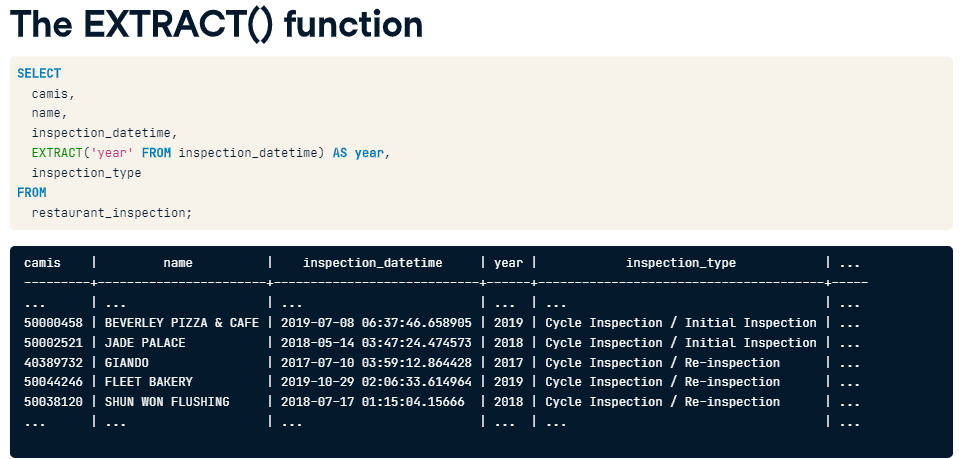 The EXTRACT() function
SELECT
  camis,
  name,
  inspection_datetime,
  EXTRACT('year' FROM inspection_datetime) AS year,
  inspection_type
FROM
  restaurant_inspection;
camis    |         name          |    inspection_datetime     | year |            inspection_type            | ...
---------+-----------------------+----------------------------+------+---------------------------------------+-----
...      | ...                   | ...                        | ...  | ...                                   | ...
50000458 | BEVERLEY PIZZA & CAFE | 2019-07-08 06:37:46.658905 | 2019 | Cycle Inspection / Initial Inspection | ...
50002521 | JADE PALACE           | 2018-05-14 03:47:24.474573 | 2018 | Cycle Inspection / Initial Inspection | ...
40389732 | GIANDO                | 2017-07-10 03:59:12.864428 | 2017 | Cycle Inspection / Re-inspection      | ...
50044246 | FLEET BAKERY          | 2019-10-29 02:06:33.614964 | 2019 | Cycle Inspection / Re-inspection      | ...
50038120 | SHUN WON FLUSHING     | 2018-07-17 01:15:04.15666  | 2018 | Cycle Inspection / Re-inspection      | ...
...      | ...                   | ...                        | ...  | ...                                   | ...